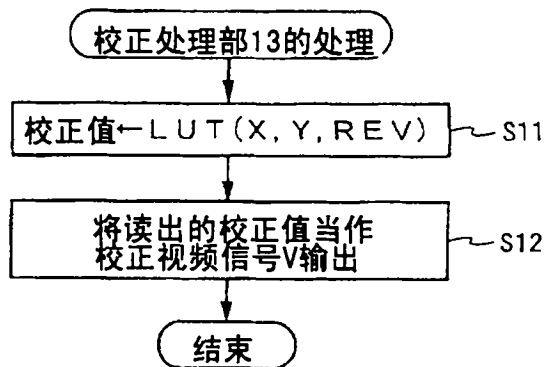 校正处理部13的处理
校正值←LUT(X,Y,REV)
S11
将读出的校正值当作
校正视频信号V输出
S12
结束